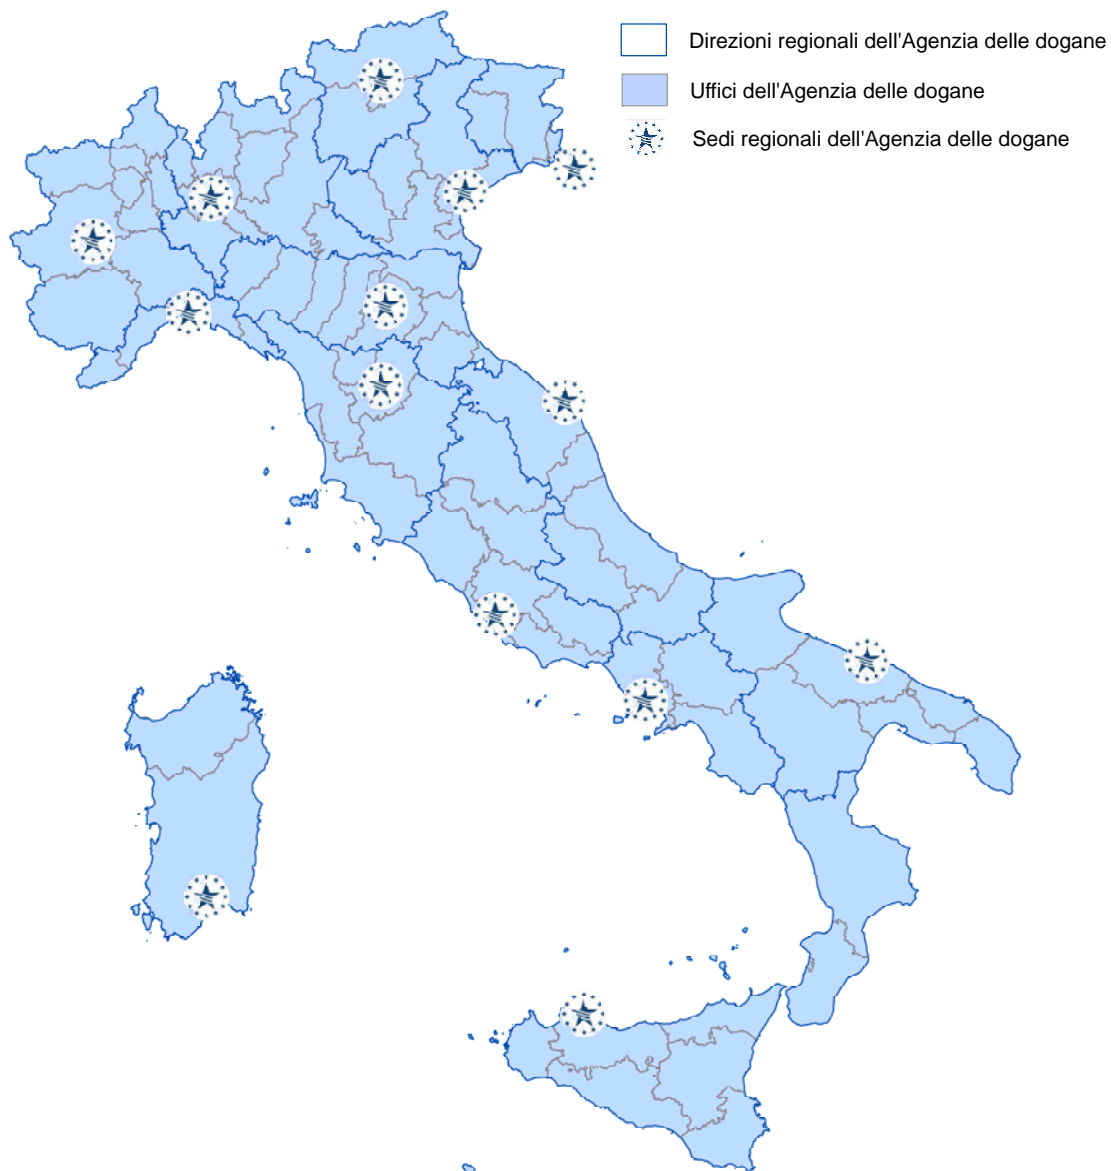 Direzioni regionali dell'Agenzia delle dogane
Uffici dell'Agenzia delle dogane
Sedi regionali dell'Agenzia delle dogane